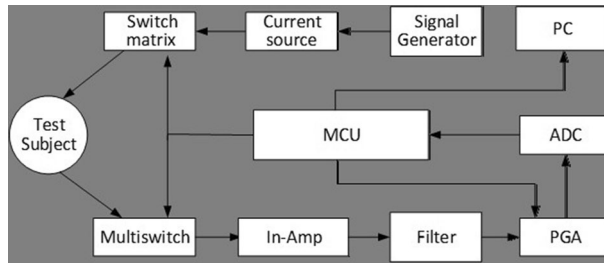 Switch
matrix
Current
source
Signal
Generator
PC
Test
Subject
MCU
ADC
Multiswitch
In-Amp
Filter
PGA